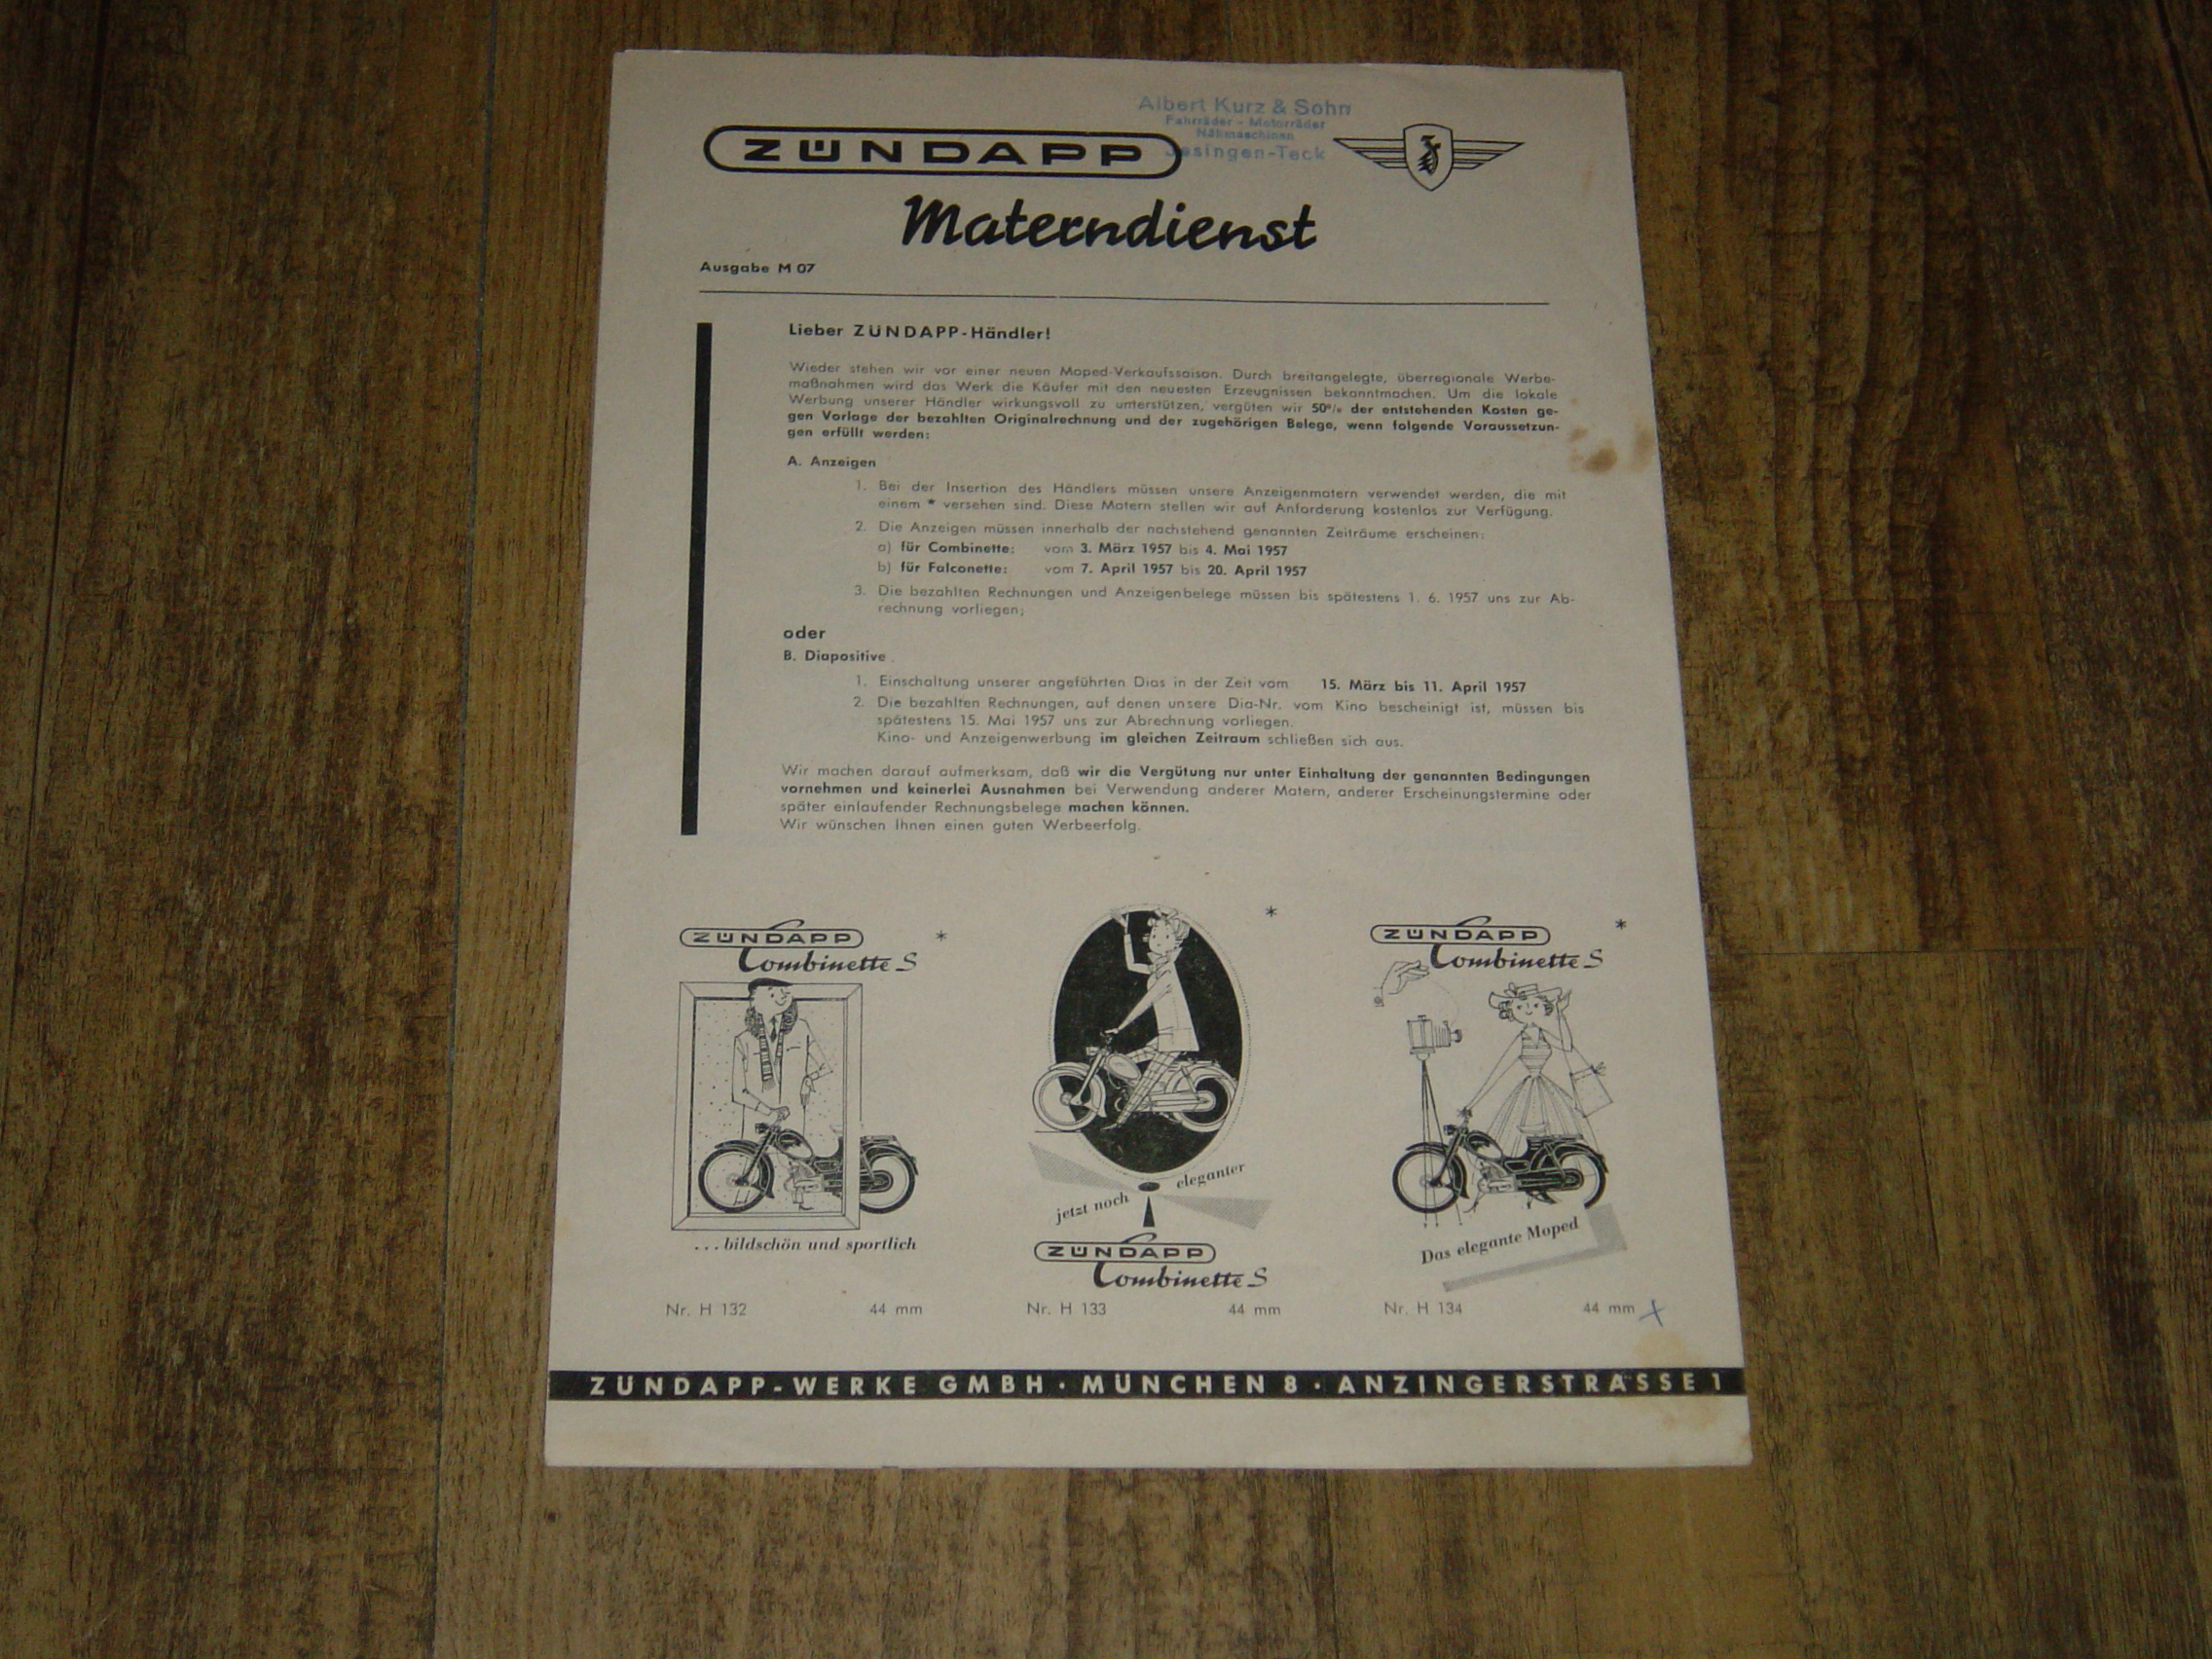 Albert Kurz & Sohn
Fahrräder - Motorräder
Nähmaschinen
Jesingen-Teck
ZÜNDAPP
Materndienst
Ausgabe M 07
Lieber ZÜNDAPP-Händler!
Wieder stehen wir vor einer neuen Moped-Verkaufssaison. Durch breitangelegte, überregionale Werbe-
maßnahmen wird das Werk die Käufer mit den neuesten Erzeugnissen bekanntmachen. Um die lokale
Werbung unserer Händler wirkungsvoll zu unterstützen, vergüten wir 50% der entstehenden Kosten ge-
gen Vorlage der bezahlten Originalrechnung und der zugehörigen Belege, wenn folgende Voraussetzun-
gen erfüllt werden:
A. Anzeigen
1. Bei der Insertion des Händlers müssen unsere Anzeigenmatern verwendet werden, die mit
einem * versehen sind. Diese Matern stellen wir auf Anforderung kostenlos zur Verfügung.
2. Die Anzeigen müssen innerhalb der nachstehend genannten Zeiträume erscheinen:
a) für Combinette: vom 3. März 1957 bis 4. Mai 1957
b) für Falconette: vom 7. April 1957 bis 20. April 1957
3. Die bezahlten Rechnungen und Anzeigenbelege müssen bis spätestens 1. 6. 1957 uns zur Ab-
rechnung vorliegen;
oder
B. Diapositive
1. Einschaltung unserer angeführten Dias in der Zeit vom 15. März bis 11. April 1957
2. Die bezahlten Rechnungen, auf denen unsere Dia-Nr. vom Kino bescheinigt ist, müssen bis
spätestens 15. Mai 1957 uns zur Abrechnung vorliegen.
Kino- und Anzeigenwerbung im gleichen Zeitraum schließen sich aus.
Wir machen darauf aufmerksam, daß wir die Vergütung nur unter Einhaltung der genannten Bedingungen
vornehmen und keinerlei Ausnahmen bei Verwendung anderer Matern, anderer Erscheinungstermine oder
später einlaufender Rechnungsbelege machen können.
Wir wünschen Ihnen einen guten Werbeerfolg.
ZÜNDAPP *
Combinette S
... bildschön und sportlich
Nr. H 132 44 mm
*
jetzt noch eleganter
ZÜNDAPP
Combinette S
Nr. H 133 44 mm
ZÜNDAPP *
Combinette S
Das elegante Moped
Nr. H 134 44 mm
ZÜNDAPP-WERKE GMBH · MÜNCHEN 8 · ANZINGERSTRASSE 1